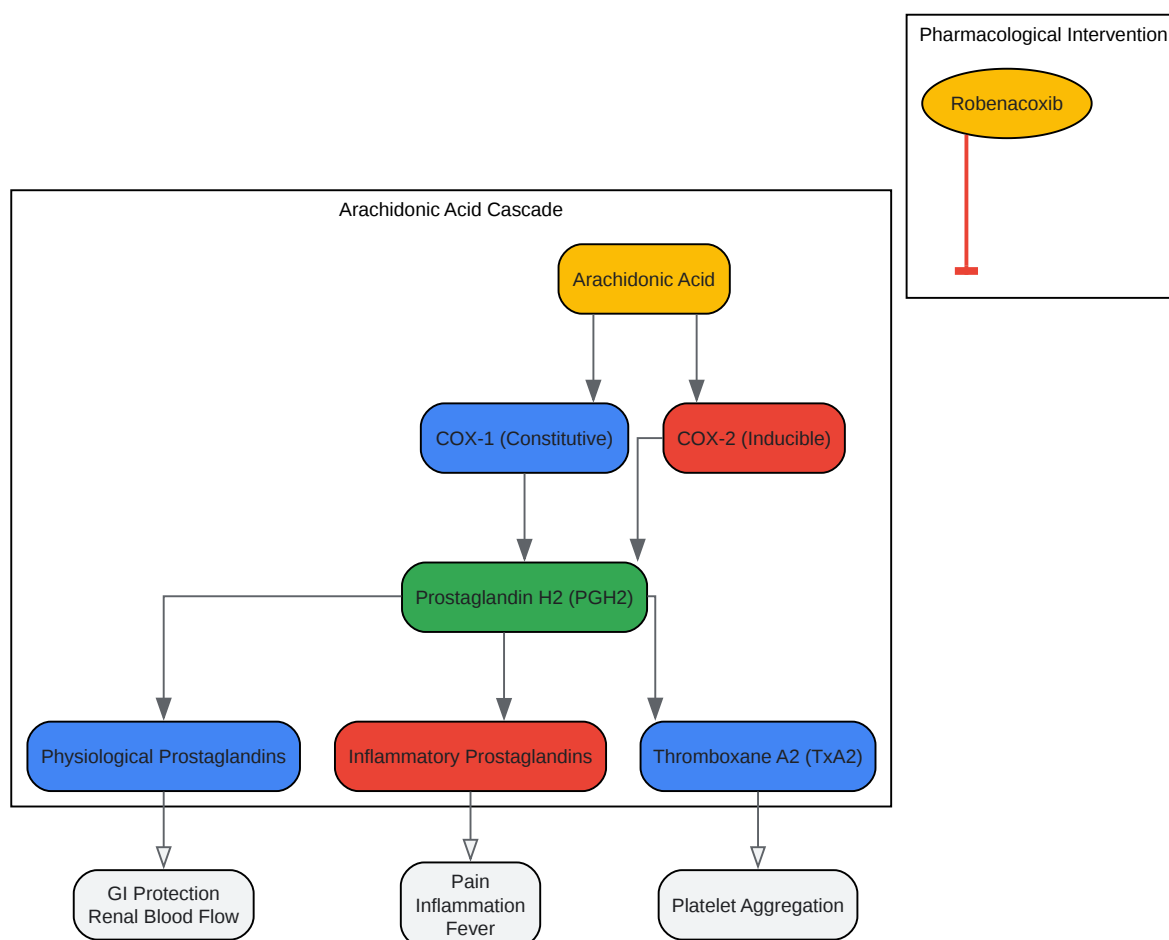 Pharmacological Intervention
Robenacoxib
Arachidonic Acid Cascade
Arachidonic Acid
COX-1 (Constitutive)
COX-2 (Inducible)
Prostaglandin H2 (PGH2)
Physiological Prostaglandins
Inflammatory Prostaglandins
Thromboxane A2 (TxA2)
GI Protection
Renal Blood Flow
Pain
Inflammation
Fever
Platelet Aggregation